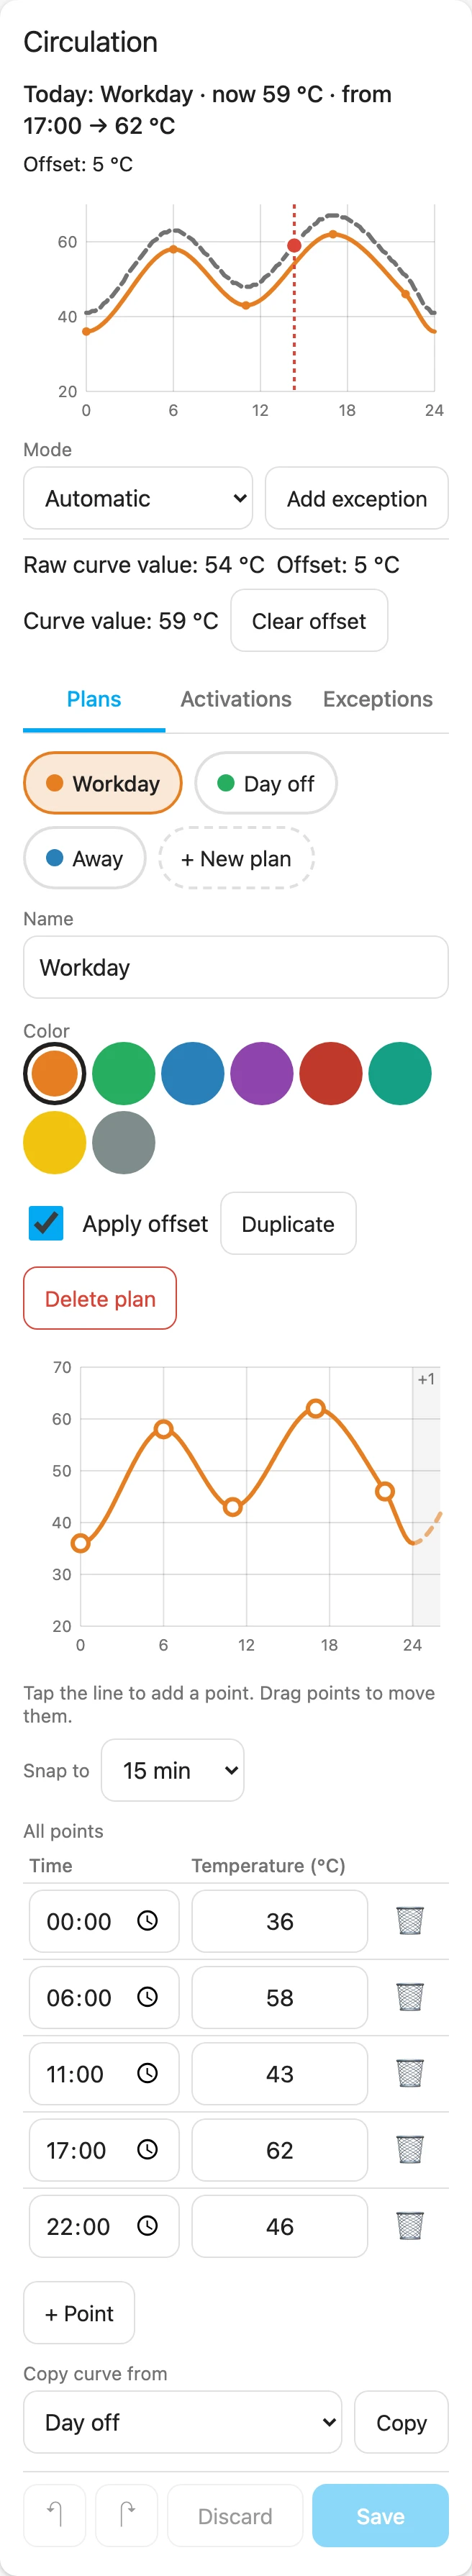 Circulation
Today: Workday · now 59 °C · from
17:00 → 62 °C
Offset: 5 °C
60
40
20
0 6 12 18 24
Mode
Automatic
Add exception
Raw curve value: 54 °C Offset: 5 °C
Curve value: 59 °C
Clear offset
Plans Activations Exceptions
Workday
Day off
Away
+ New plan
Name
Workday
Color
Apply offset
Duplicate
Delete plan
70
+1
60
50
40
30
20
0 6 12 18 24
Tap the line to add a point. Drag points to move
them.
Snap to
15 min
All points
Time Temperature (°C)
00:00 36
06:00 58
11:00 43
17:00 62
22:00 46
+ Point
Copy curve from
Day off
Copy
Discard
Save